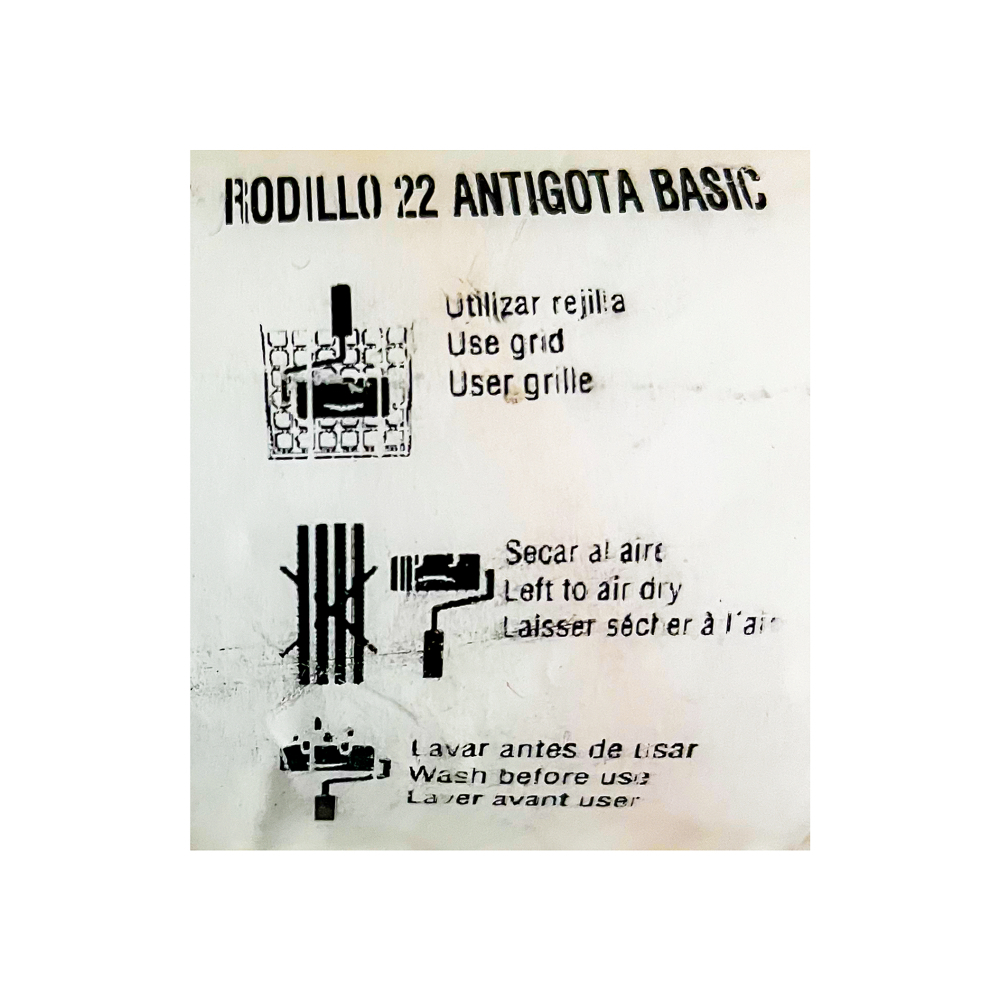 RODILLO 22 ANTIGOTA BASIC
Utilizar rejilla
Use grid
User grille
Secar al aire
Left to air dry
Laisser sécher à l'air
Lavar antes de usar
Wash before use
Laver avant user